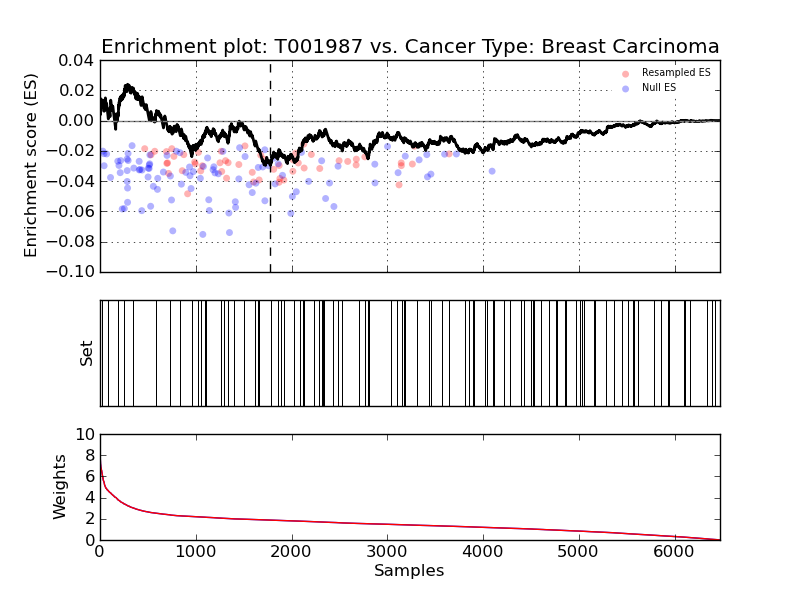 Enrichment plot: T001987 vs. Cancer Type: Breast Carcinoma
Enrichment score (ES)
0.04
0.02
0.00
−0.02
−0.04
−0.06
−0.08
−0.10
Resampled ES
Null ES
Set
Weights
10
8
6
4
2
0
0 1000 2000 3000 4000 5000 6000
Samples